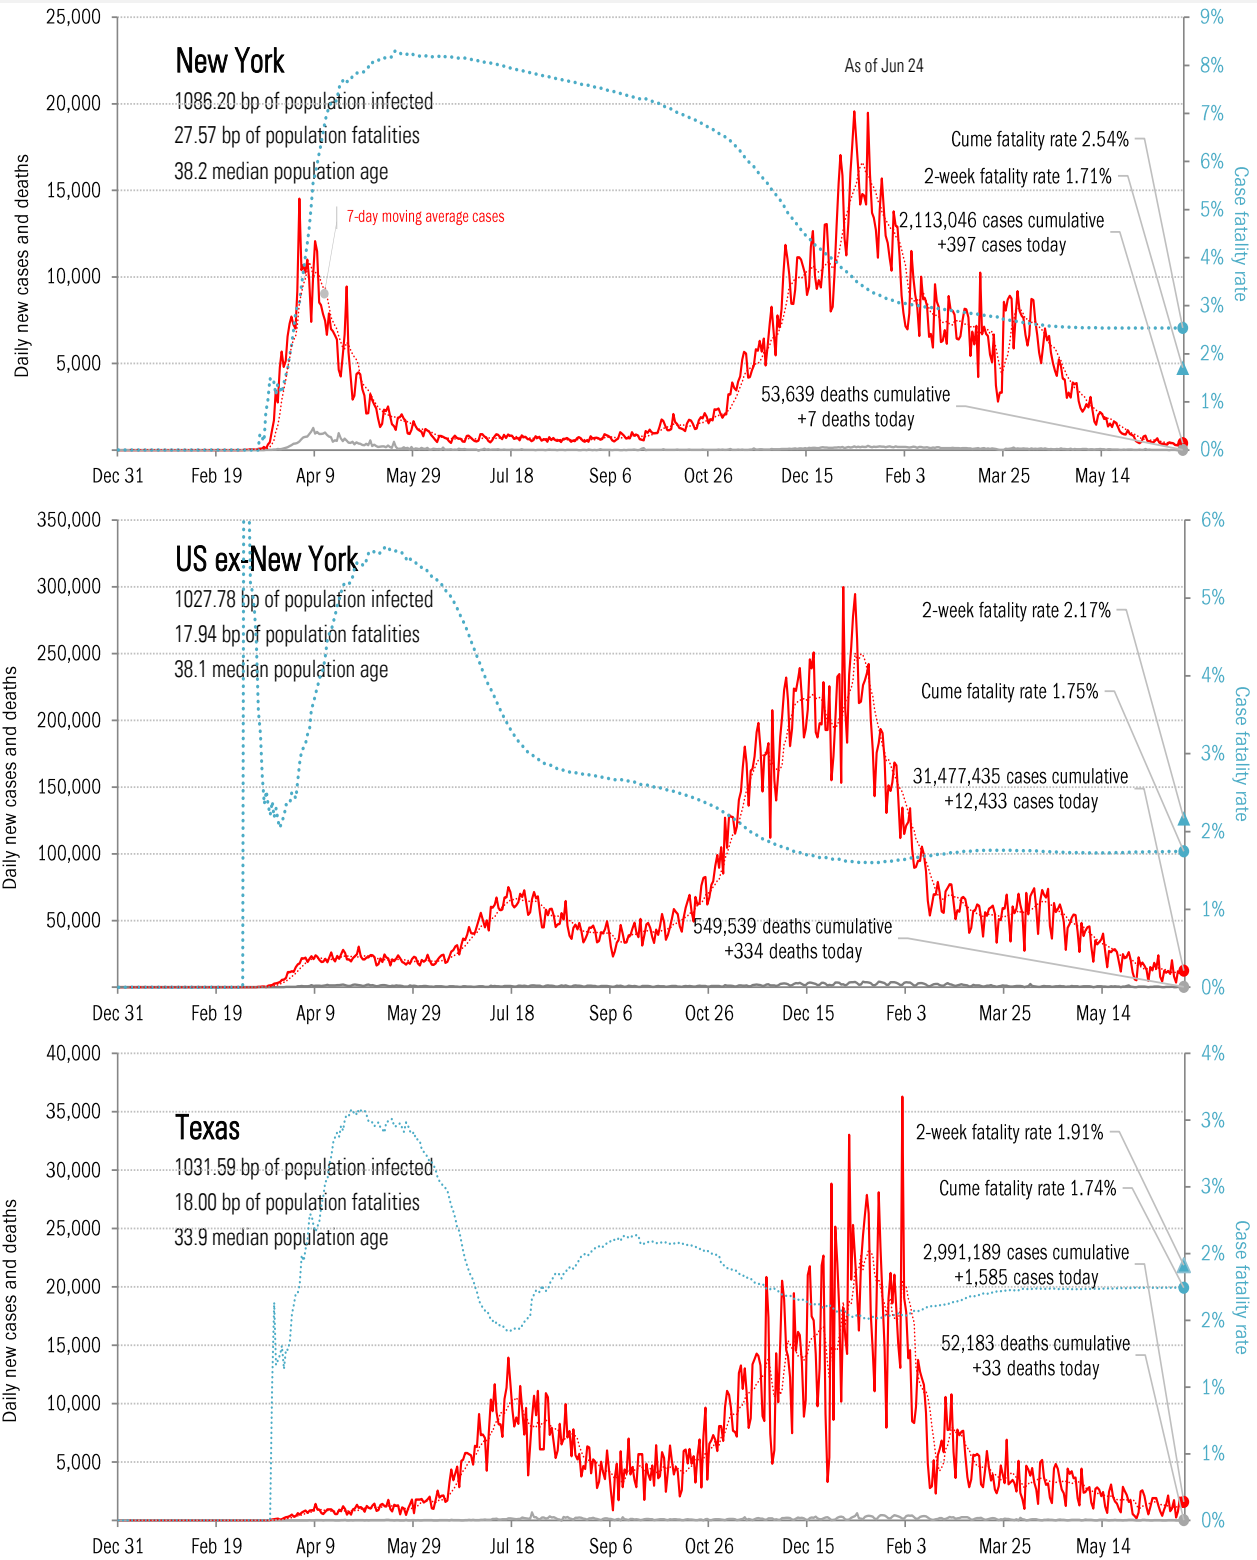 25,000
20,000
15,000
10,000
5,000
9%
8%
7%
6%
5%
4%
3%
2%
1%
0%
Daily new cases and deaths
Case fatality rate
New York
1086.20 bp of population infected
27.57 bp of population fatalities
38.2 median population age
7-day moving average cases
As of Jun 24
Cume fatality rate 2.54%
2-week fatality rate 1.71%
2,113,046 cases cumulative
+397 cases today
53,639 deaths cumulative
+7 deaths today
Dec 31 Feb 19 Apr 9 May 29 Jul 18 Sep 6 Oct 26 Dec 15 Feb 3 Mar 25 May 14
350,000
300,000
250,000
200,000
150,000
100,000
50,000
6%
5%
4%
3%
2%
1%
0%
Daily new cases and deaths
Case fatality rate
US ex-New York
1027.78 bp of population infected
17.94 bp of population fatalities
38.1 median population age
2-week fatality rate 2.17%
Cume fatality rate 1.75%
31,477,435 cases cumulative
+12,433 cases today
549,539 deaths cumulative
+334 deaths today
Dec 31 Feb 19 Apr 9 May 29 Jul 18 Sep 6 Oct 26 Dec 15 Feb 3 Mar 25 May 14
40,000
35,000
30,000
25,000
20,000
15,000
10,000
5,000
4%
3%
3%
2%
2%
1%
1%
0%
Daily new cases and deaths
Case fatality rate
Texas
1031.59 bp of population infected
18.00 bp of population fatalities
33.9 median population age
2-week fatality rate 1.91%
Cume fatality rate 1.74%
2,991,189 cases cumulative
+1,585 cases today
52,183 deaths cumulative
+33 deaths today
Dec 31 Feb 19 Apr 9 May 29 Jul 18 Sep 6 Oct 26 Dec 15 Feb 3 Mar 25 May 14